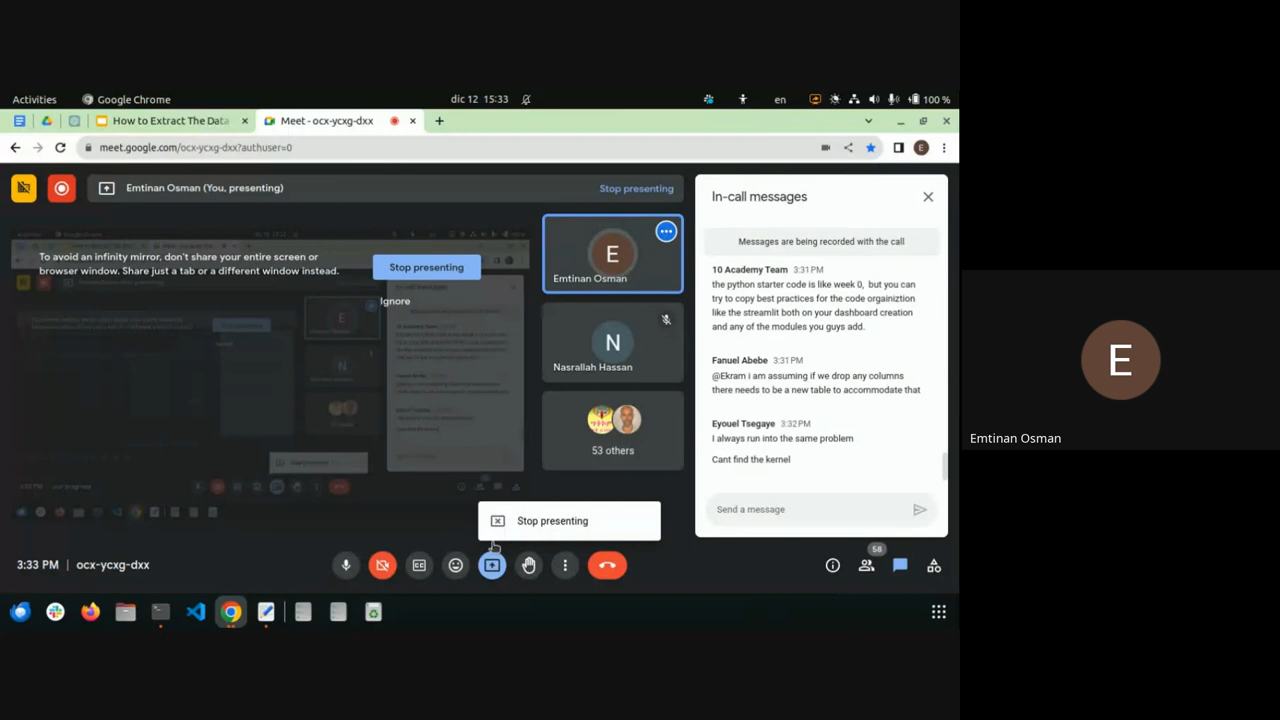 Activities
Google Chrome
dic 12 15:33
en
100 %
How to Extract The Data
Meet - ocx-ycxg-dxx
meet.google.com/ocx-ycxg-dxx?authuser=0
E
Emtinan Osman (You, presenting)
Stop presenting
To avoid an infinity mirror, don't share your entire screen or
browser window. Share just a tab or a different window instead.
Stop presenting
Ignore
E
Emtinan Osman
N
Nasrallah Hassan
53 others
In-call messages
Messages are being recorded with the call
10 Academy Team 3:31 PM
the python starter code is like week 0, but you can
try to copy best practices for the code orgainiztion
like the streamlit both on your dashboard creation
and any of the modules you guys add.
Fanuel Abebe 3:31 PM
@Ekram i am assuming if we drop any columns
there needs to be a new table to accommodate that
Eyouel Tsegaye 3:32 PM
I always run into the same problem
Cant find the kernel
Send a message
Stop presenting
3:33 PM | ocx-ycxg-dxx
58
E
Emtinan Osman